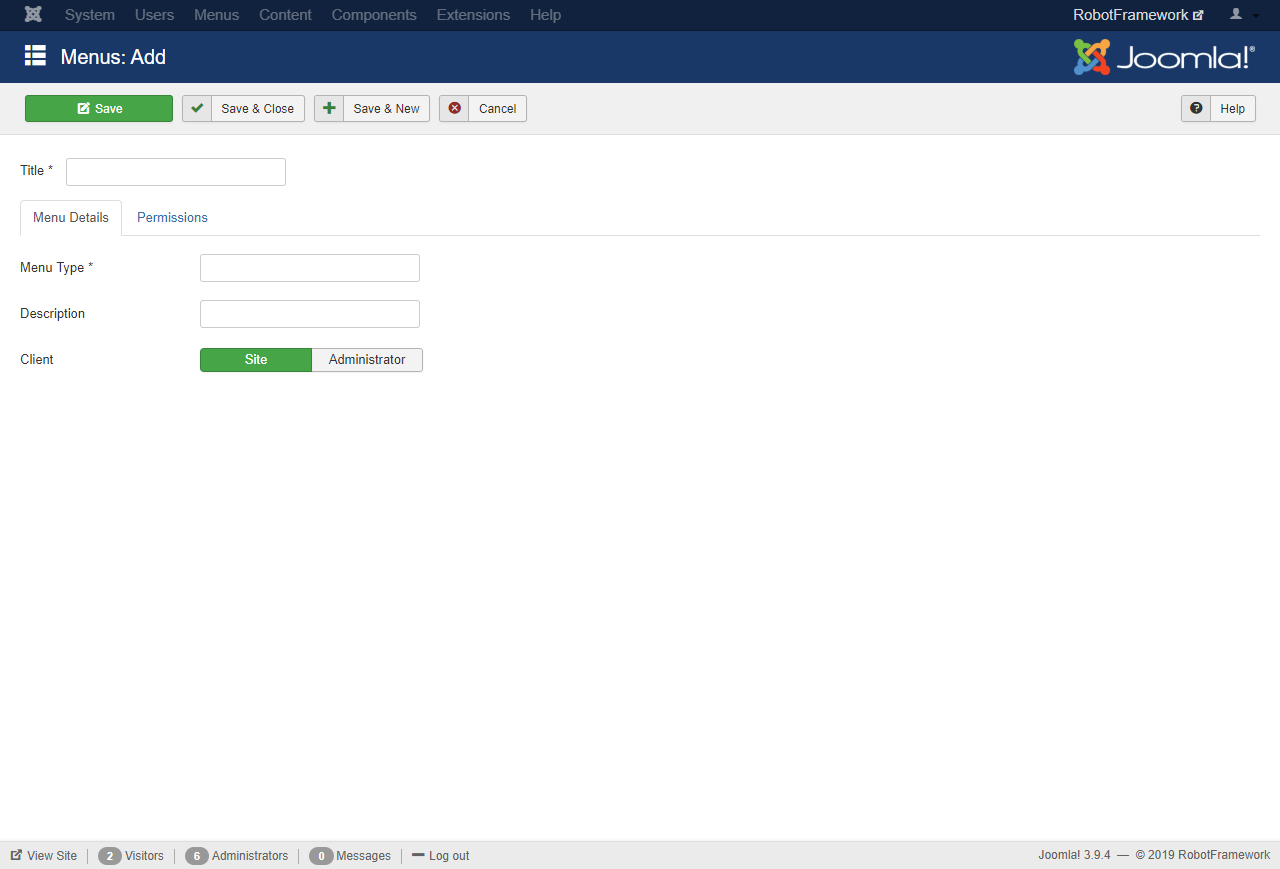 System Users Menus Content Components Extensions Help RobotFramework
Menus: Add Joomla!®
Save Save & Close Save & New Cancel Help
Title *
Menu Details Permissions
Menu Type *
Description
Client Site Administrator
View Site 2 Visitors 6 Administrators 0 Messages Log out Joomla! 3.9.4 — © 2019 RobotFramework